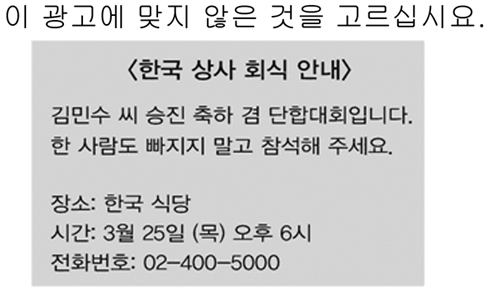 이 광고에 맞지 않은 것을 고르십시요.
〈한국 상사 회식 안내〉
김민수 씨 승진 축하 겸 단합대회입니다.
한 사람도 빠지지 말고 참석해 주세요.
장소: 한국 식당
시간: 3월 25일 (목) 오후 6시
전화번호: 02-400-5000